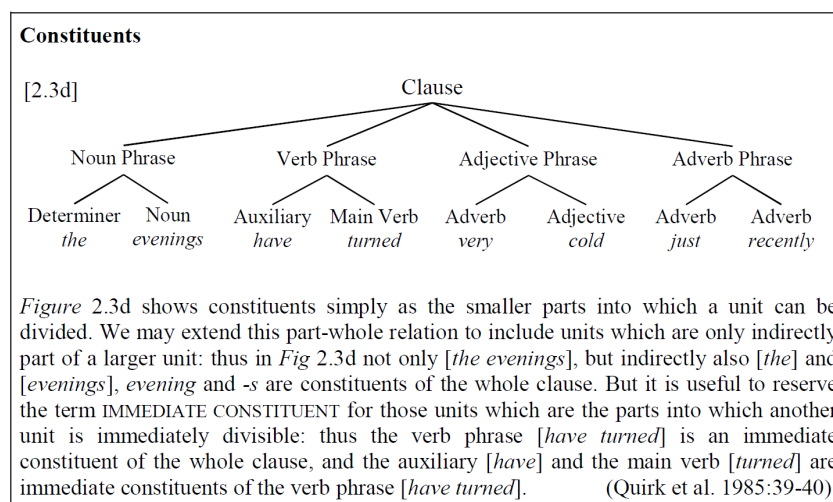 Constituents
[2.3d] Clause
Noun Phrase Verb Phrase Adjective Phrase Adverb Phrase
Determiner Noun Auxiliary Main Verb Adverb Adjective Adverb Adverb
the evenings have turned very cold just recently
Figure 2.3d shows constituents simply as the smaller parts into which a unit can be
divided. We may extend this part-whole relation to include units which are only indirectly
part of a larger unit: thus in Fig 2.3d not only [the evenings], but indirectly also [the] and
[evenings], evening and -s are constituents of the whole clause. But it is useful to reserve
the term IMMEDIATE CONSTITUENT for those units which are the parts into which another
unit is immediately divisible: thus the verb phrase [have turned] is an immediate
constituent of the whole clause, and the auxiliary [have] and the main verb [turned] are
immediate constituents of the verb phrase [have turned]. (Quirk et al. 1985:39-40)